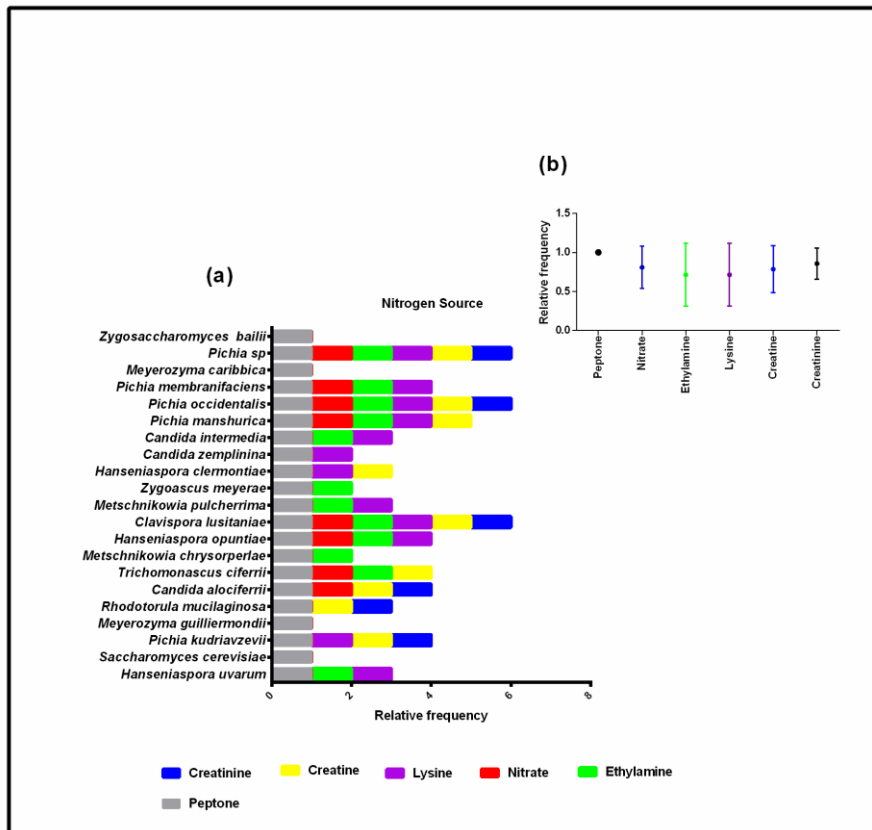 (b)
1.5
1.0
0.5
0.0
Relative frequency
Peptone
Nitrate
Ethylamine
Lysine
Creatine
Creatinine
(a)
Nitrogen Source
Zygosaccharomyces bailii
Pichia sp
Meyerozyma caribbica
Pichia membranifaciens
Pichia occidentalis
Pichia manshurica
Candida intermedia
Candida zemplinina
Hanseniaspora clermontiae
Zygoascus meyerae
Metschnikowia pulcherrima
Clavispora lusitaniae
Hanseniaspora opuntiae
Metschnikowia chrysorperlae
Trichomonascus ciferrii
Candida alociferrii
Rhodotorula mucilaginosa
Meyerozyma guilliermondii
Pichia kudriavzevii
Saccharomyces cerevisiae
Hanseniaspora uvarum
0 2 4 6 8
Relative frequency
Creatinine Creatine Lysine Nitrate Ethylamine
Peptone